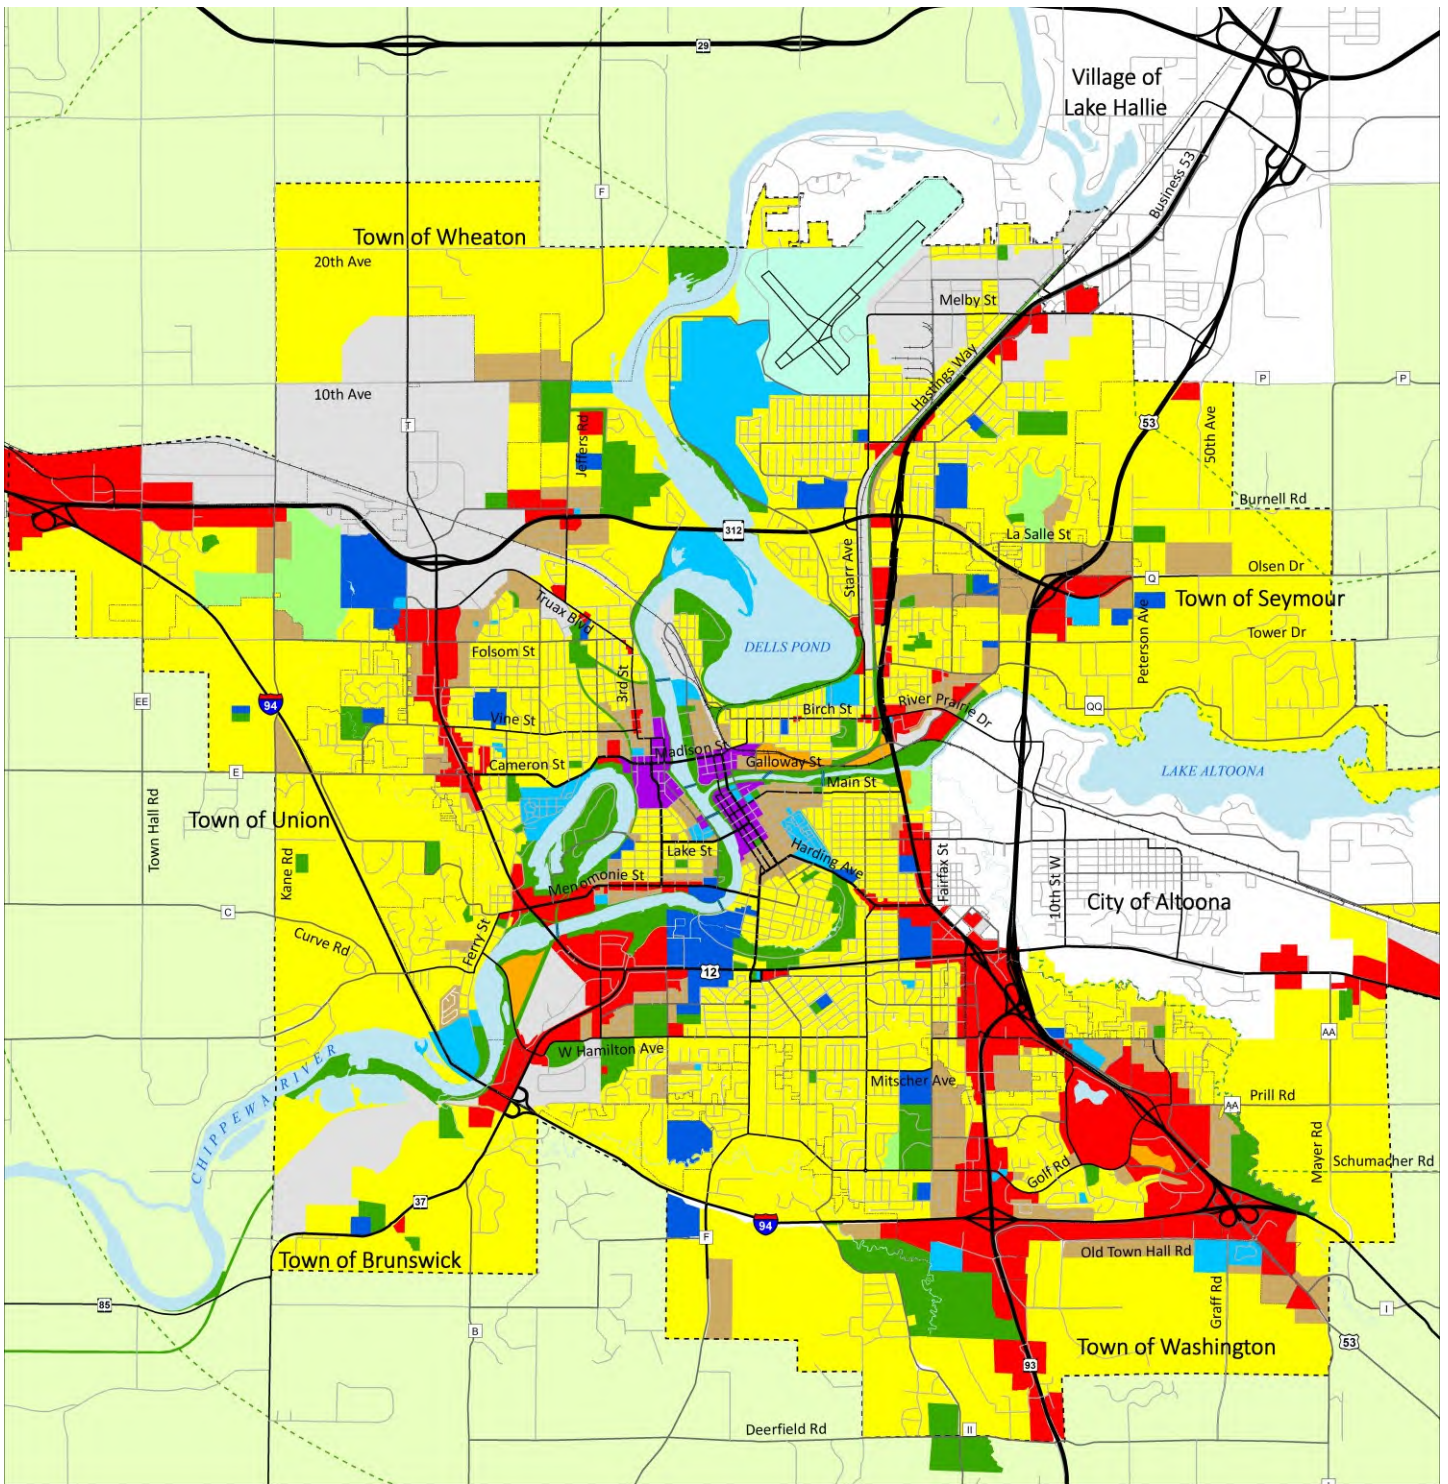 29
Village of
Lake Hallie
Business 53
F
Town of Wheaton
20th Ave
Melby St
10th Ave
T
Jeffers Rd
Hastings Way
P
P
53
50th Ave
Burnell Rd
312
Starr Ave
La Salle St
Olsen Dr
Q
Town of Seymour
Truax Blvd
Folsom St
3rd St
DELLS POND
Peterson Ave
Tower Dr
EE
94
Vine St
Birch St
River Prairie Dr
QQ
Madison St
Cameron St
Galloway St
Main St
E
LAKE ALTOONA
Town Hall Rd
Town of Union
Kane Rd
Lake St
Harding Ave
Fairfax St
10th St W
Menomonie St
City of Altoona
C
Curve Rd
Ferry St
12
AA
CHIPPEWA RIVER
W Hamilton Ave
Mitscher Ave
Prill Rd
AA
Mayer Rd
Schumacher Rd
Golf Rd
37
94
F
Town of Brunswick
Old Town Hall Rd
Graff Rd
85
I
B
53
Town of Washington
93
Deerfield Rd
II